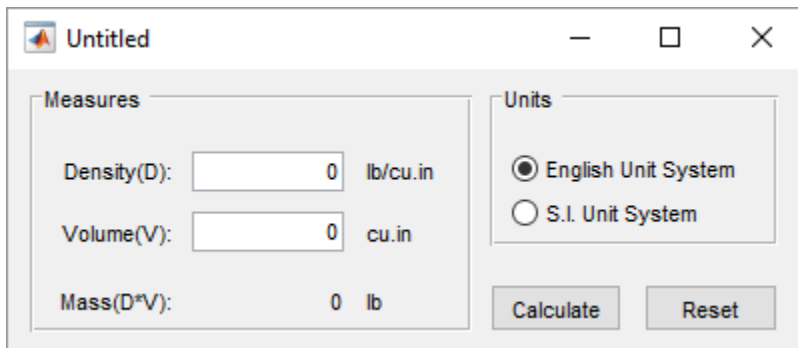 Untitled
Measures
Density(D): 0 lb/cu.in
Volume(V): 0 cu.in
Mass(D*V): 0 lb
Units
English Unit System
S.I. Unit System
Calculate Reset